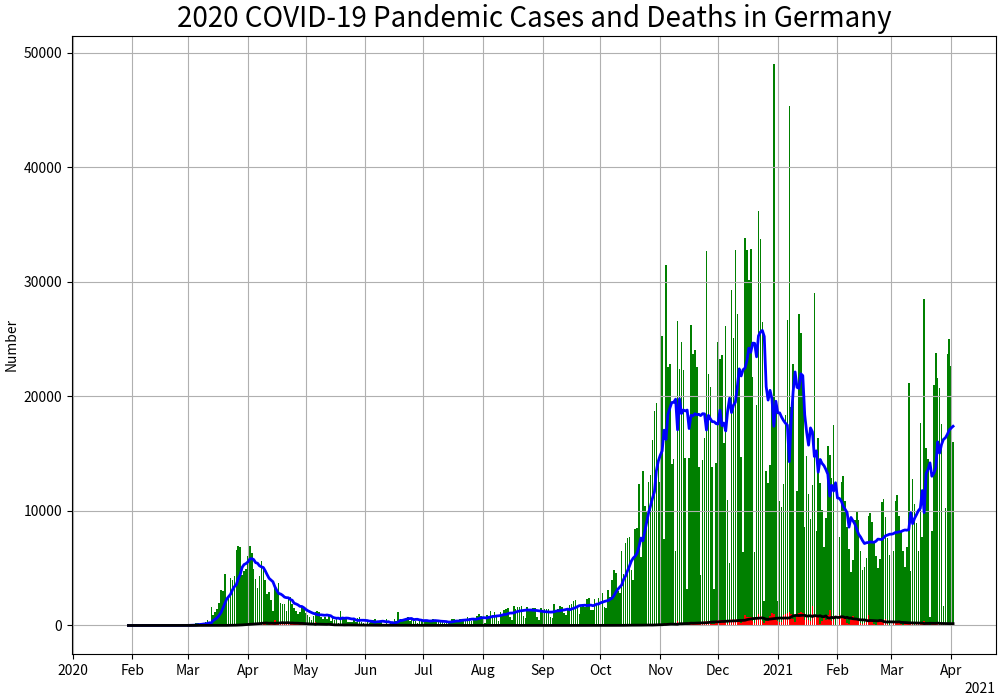 2020 COVID-19 Pandemic Cases and Deaths in Germany
50000
40000
30000
20000
10000
0
Number
2020 Feb Mar Apr May Jun Jul Aug Sep Oct Nov Dec 2021 Feb Mar Apr
2021